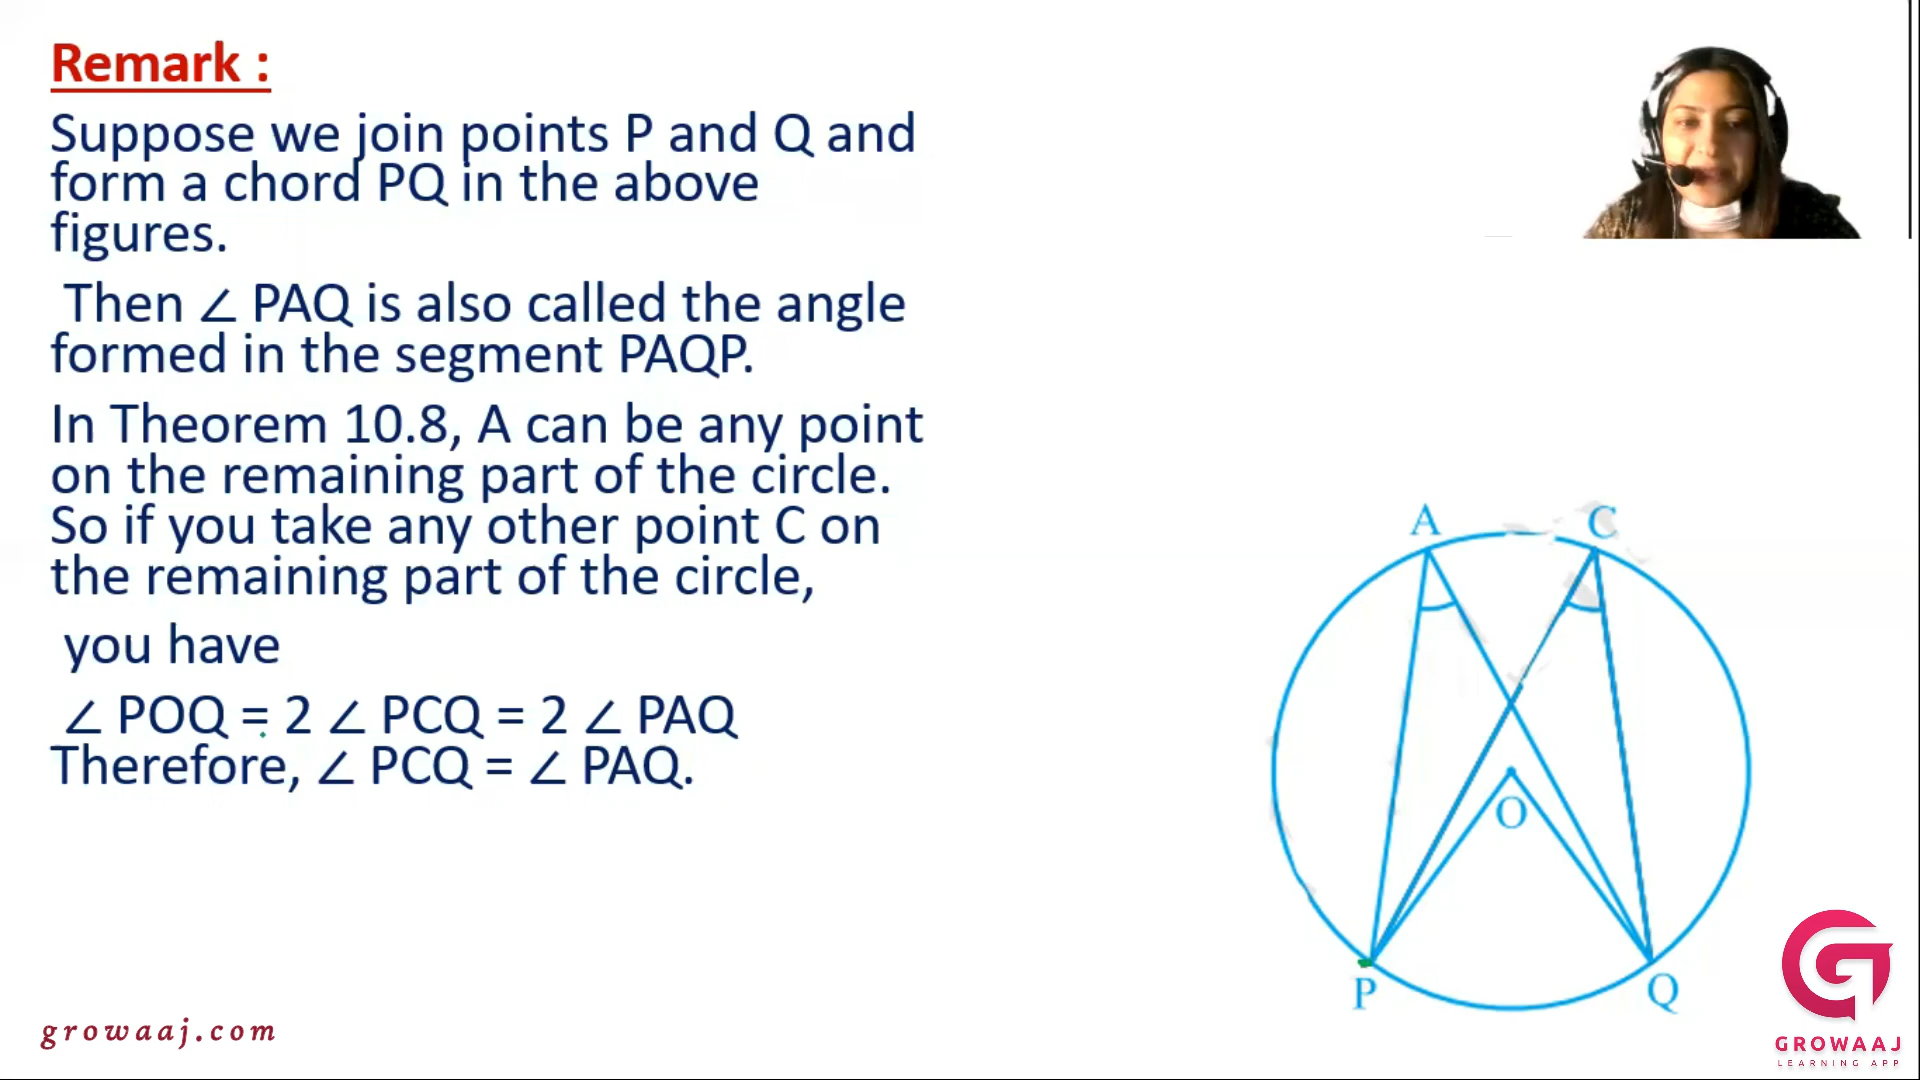 Remark :
Suppose we join points P and Q and
form a chord PQ in the above
figures.
Then ∠ PAQ is also called the angle
formed in the segment PAQP.
In Theorem 10.8, A can be any point
on the remaining part of the circle.
So if you take any other point C on
the remaining part of the circle,
you have
∠ POQ = 2 ∠ PCQ = 2 ∠ PAQ
Therefore, ∠ PCQ = ∠ PAQ.
A C
O
P Q
growaaj.com
GROWAAJ
LEARNING APP